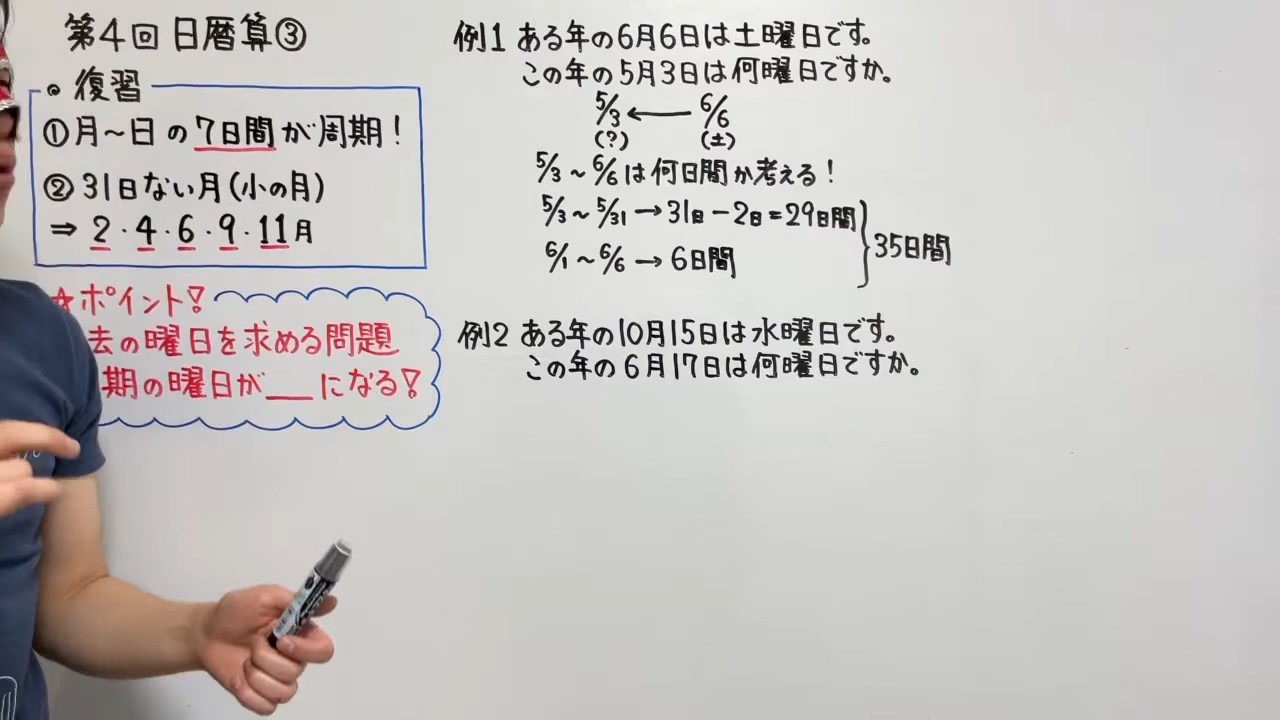 第4回 日暦算③
復習
①月～日の7日間が周期！
②31日ない月(小の月)
⇒ 2・4・6・9・11月
☆ポイント！
去の曜日を求める問題
期の曜日が__になる！
例1 ある年の6月6日は土曜日です。
この年の5月3日は何曜日ですか。
5/3 ← 6/6
(?) (土)
5/3～6/6は何日間か考える！
5/3～5/31→31日-2日=29日間
6/1～6/6→6日間
35日間
例2 ある年の10月15日は水曜日です。
この年の6月17日は何曜日ですか。